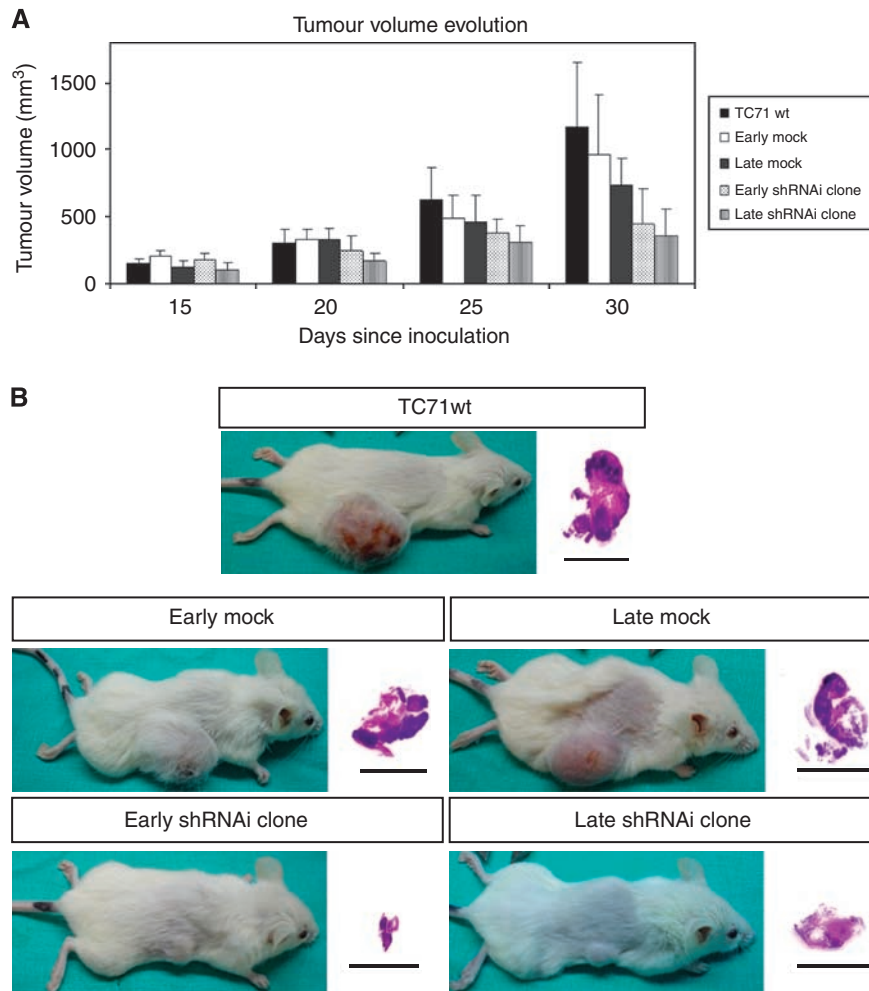 A
Tumour volume evolution
Tumour volume (mm³)
1500
1000
500
0
15 20 25 30
Days since inoculation
TC71 wt
Early mock
Late mock
Early shRNAi clone
Late shRNAi clone
B
TC71wt
Early mock
Late mock
Early shRNAi clone
Late shRNAi clone